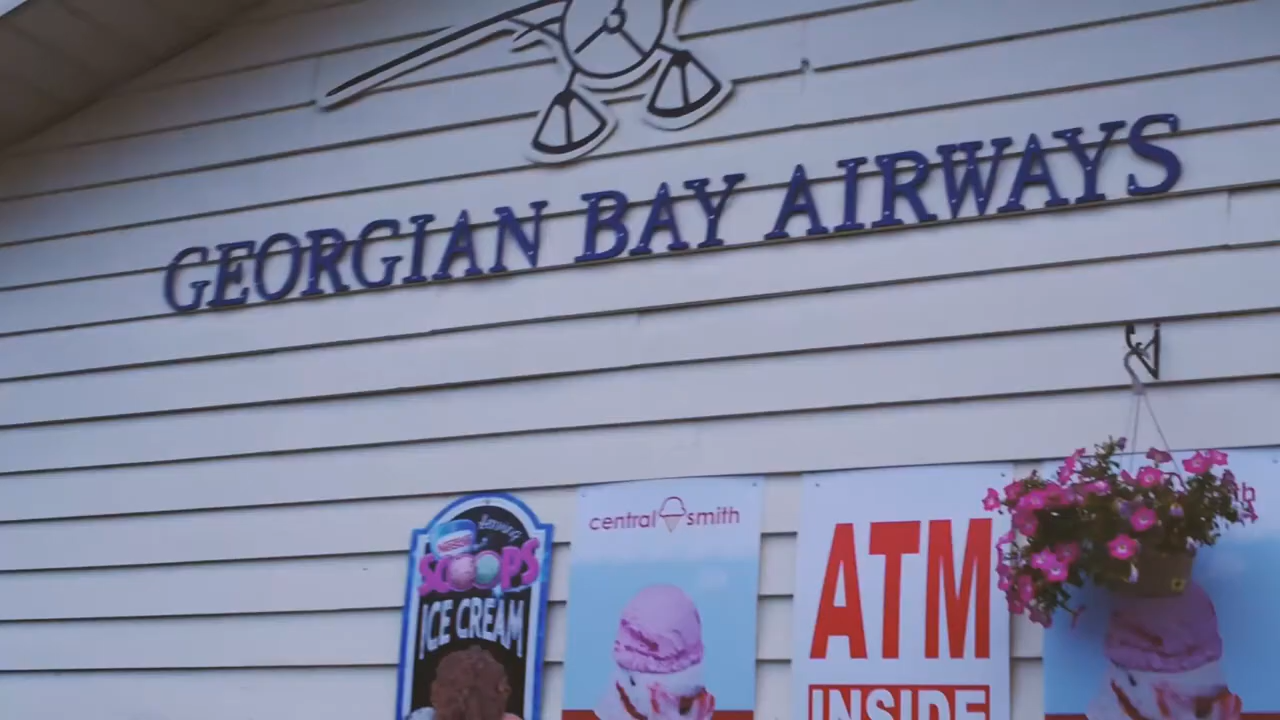 GEORGIAN BAY AIRWAYS
SCOOPS
ICE CREAM
central smith
ATM
INSIDE